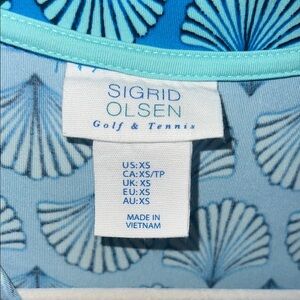 SIGRID
OLSEN
Golf & Tennis
US: XS
CA: XS/TP
UK: XS
EU: XS
AU: XS
MADE IN
VIETNAM